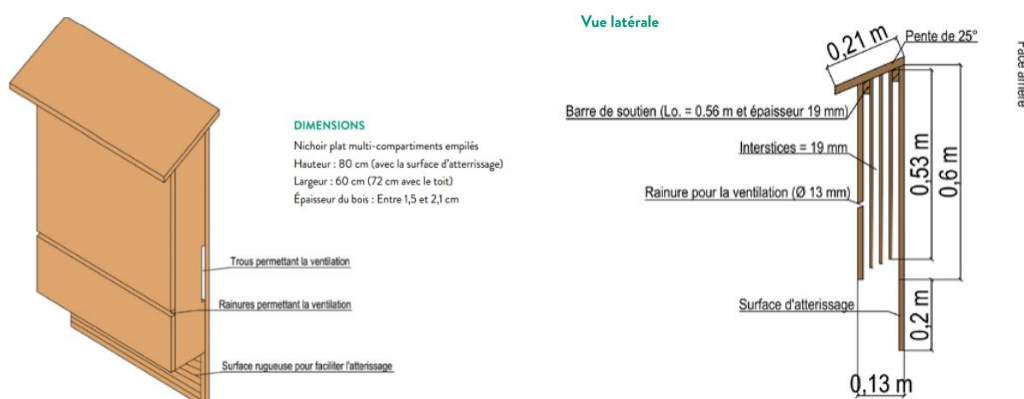 DIMENSIONS
Nichoir plat multi-compartiments empilés
Hauteur : 80 cm (avec la surface d'atterrissage)
Largeur : 60 cm (72 cm avec le toit)
Épaisseur du bois : Entre 1,5 et 2,1 cm
Trous permettant la ventilation
Rainures permettant la ventilation
Surface rugueuse pour faciliter l'atterissage
Vue latérale
0,21 m
Pente de 25°
Barre de soutien (Lo. = 0.56 m et épaisseur 19 mm)
Interstices = 19 mm
Rainure pour la ventilation (Ø 13 mm)
0,53 m
0,6 m
Surface d'atterissage
0,2 m
0,13 m